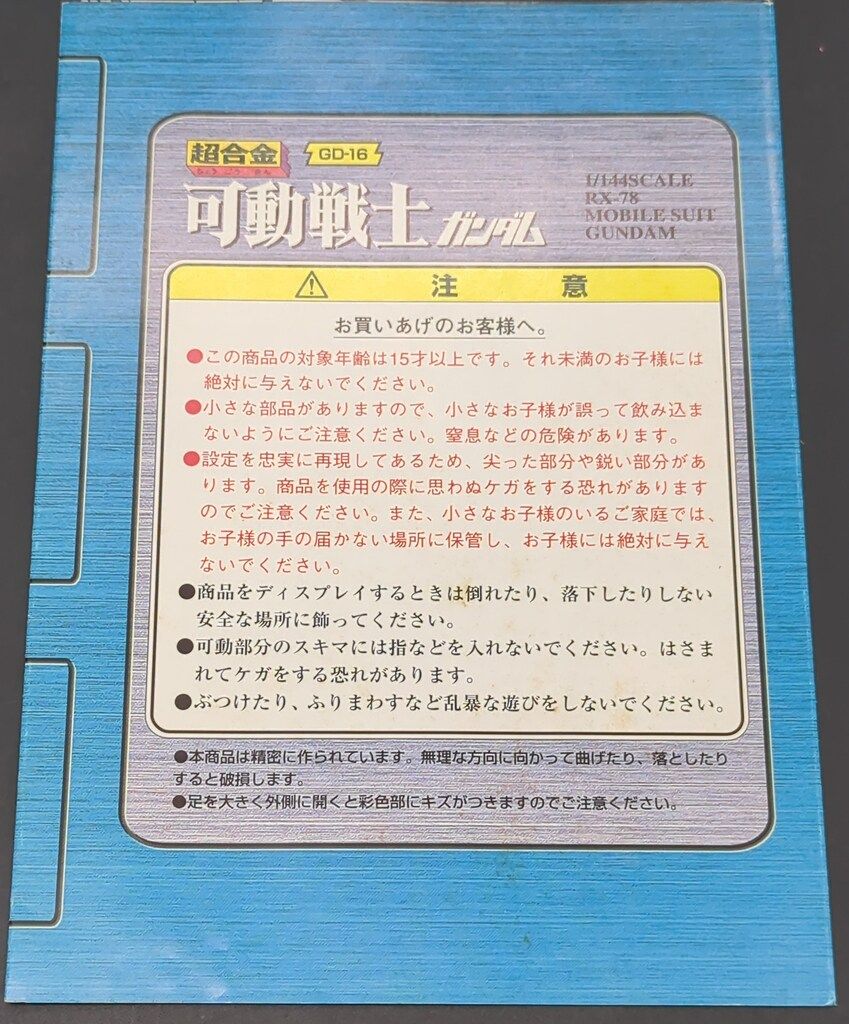 超合金
ちょうごうきん
GD-16
可動戦士ガンダム
1/144SCALE
RX-78
MOBILE SUIT
GUNDAM
⚠ 注 意
お買いあげのお客様へ。
●この商品の対象年齢は15才以上です。それ未満のお子様には
絶対に与えないでください。
●小さな部品がありますので、小さなお子様が誤って飲み込ま
ないようにご注意ください。窒息などの危険があります。
●設定を忠実に再現してあるため、尖った部分や鋭い部分があ
ります。商品を使用の際に思わぬケガをする恐れがあります
のでご注意ください。また、小さなお子様のいるご家庭では、
お子様の手の届かない場所に保管し、お子様には絶対に与え
ないでください。
●商品をディスプレイするときは倒れたり、落下したりしない
安全な場所に飾ってください。
●可動部分のスキマには指などを入れないでください。はさま
れてケガをする恐れがあります。
●ぶつけたり、ふりまわすなど乱暴な遊びをしないでください。
●本商品は精密に作られています。無理な方向に向かって曲げたり、落としたり
すると破損します。
●足を大きく外側に開くと彩色部にキズがつきますのでご注意ください。